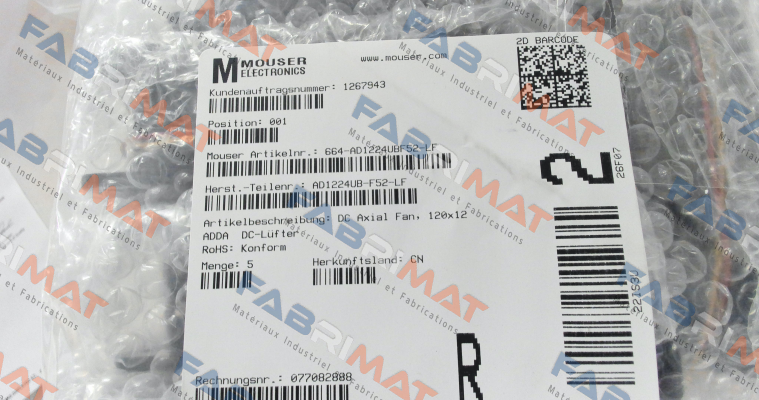 MOUSER
ELECTRONICS
www.mouser.com
2D BARCODE
Kundenauftragsnummer: 1267943
Position: 001
Mouser Artikelnr.: 664-AD1224UBF52-LF
Herst.-Teilenr.: AD1224UB-F52-LF
Artikelbeschreibung: DC Axial Fan, 120x12
ADDA DC-Lüfter
RoHS: Konform
Menge: 5
Herkunftsland: CN
Rechnungsnr.: 077082888
2
26F07
R
FABRIMAT
Matériaux Industriel et Fabrications